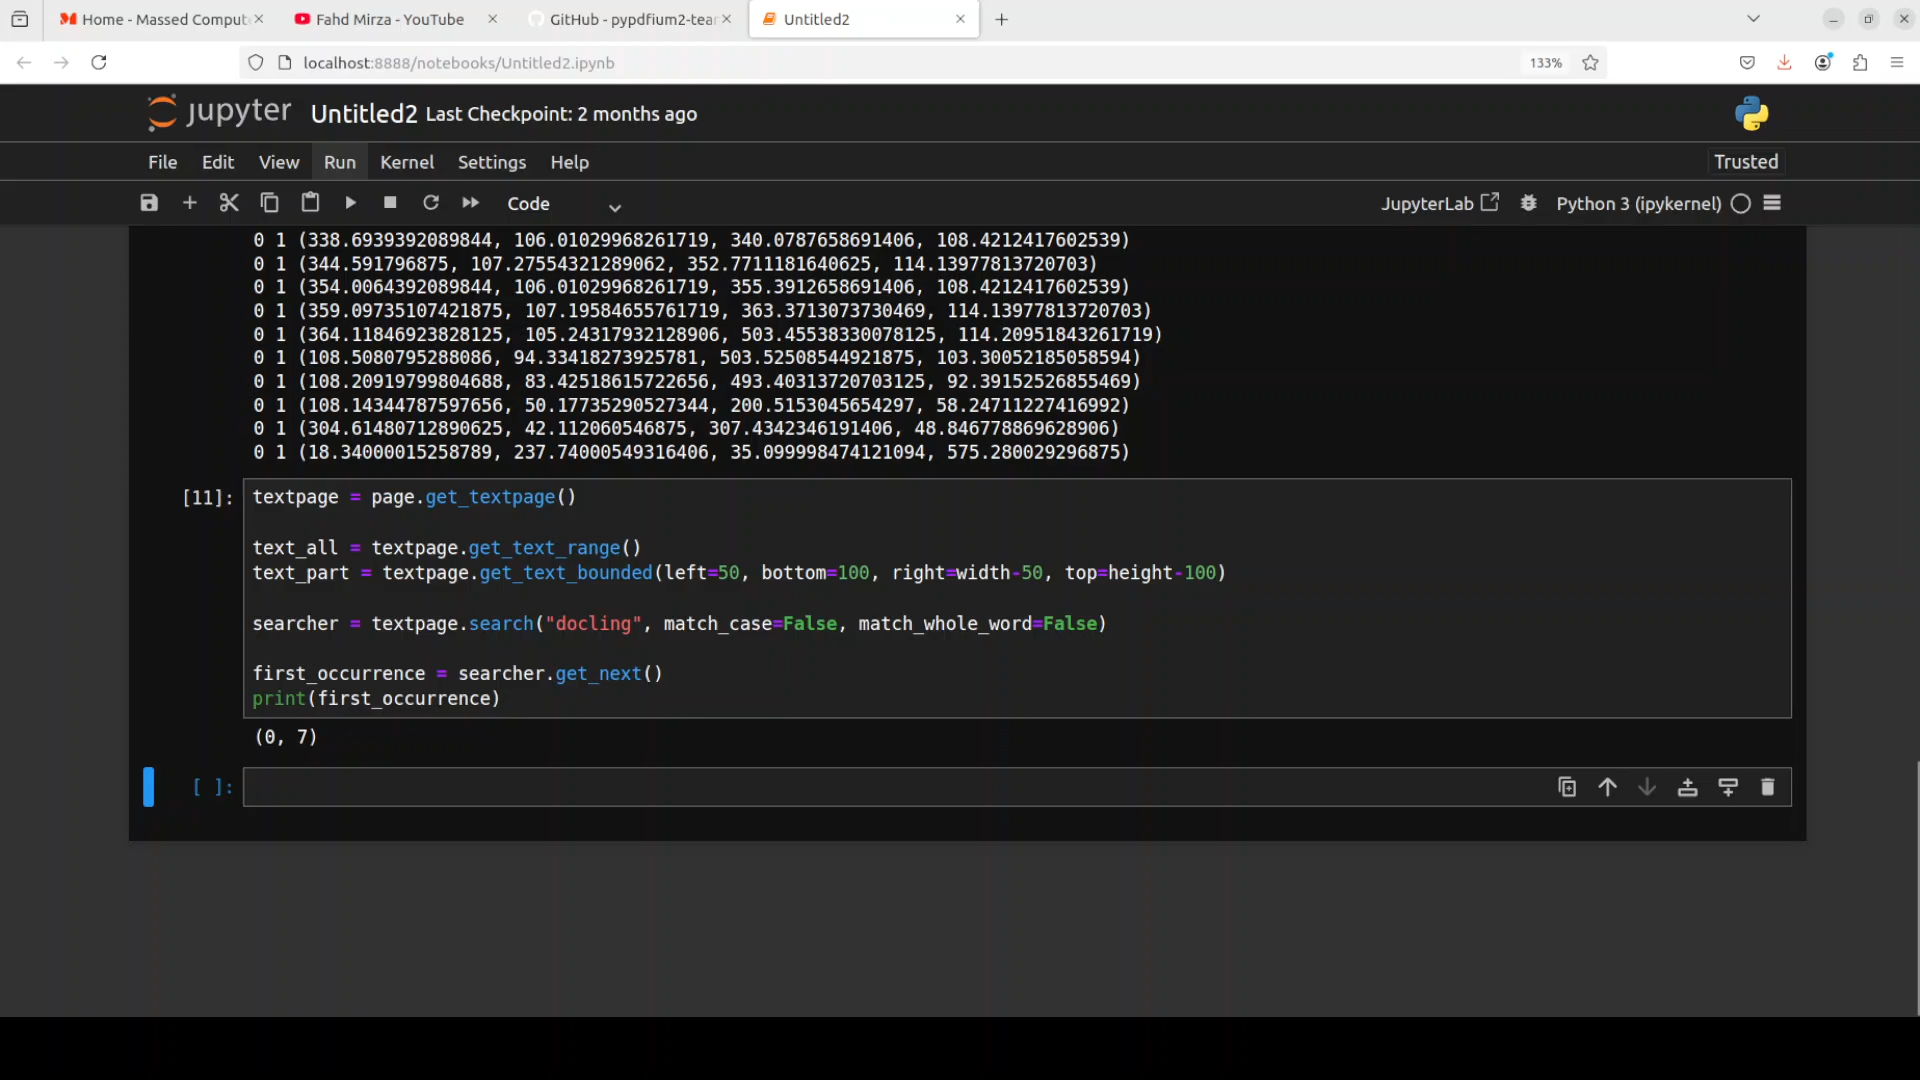 Home - Massed Comput
Fahd Mirza - YouTube
GitHub - pypdfium2-tea
Untitled2
localhost:8888/notebooks/Untitled2.ipynb
133%
jupyter Untitled2 Last Checkpoint: 2 months ago
File Edit View Run Kernel Settings Help
Trusted
Code
JupyterLab
Python 3 (ipykernel)
0 1 (338.6939392089844, 106.01029968261719, 340.0787658691406, 108.4212417602539)
0 1 (344.591796875, 107.27554321289062, 352.7711181640625, 114.13977813720703)
0 1 (354.0064392089844, 106.01029968261719, 355.3912658691406, 108.4212417602539)
0 1 (359.09735107421875, 107.19584655761719, 363.3713073730469, 114.13977813720703)
0 1 (364.11846923828125, 105.24317932128906, 503.45538330078125, 114.20951843261719)
0 1 (108.5080795288086, 94.33418273925781, 503.52508544921875, 103.30052185058594)
0 1 (108.20919799804688, 83.42518615722656, 493.40313720703125, 92.39152526855469)
0 1 (108.14344787597656, 50.17735290527344, 200.5153045654297, 58.24711227416992)
0 1 (304.61480712890625, 42.112060546875, 307.4342346191406, 48.846778869628906)
0 1 (18.34000015258789, 237.74000549316406, 35.099998474121094, 575.280029296875)
[11]:
textpage = page.get_textpage()
text_all = textpage.get_text_range()
text_part = textpage.get_text_bounded(left=50, bottom=100, right=width-50, top=height-100)
searcher = textpage.search("docling", match_case=False, match_whole_word=False)
first_occurrence = searcher.get_next()
print(first_occurrence)
(0, 7)
[ ]: